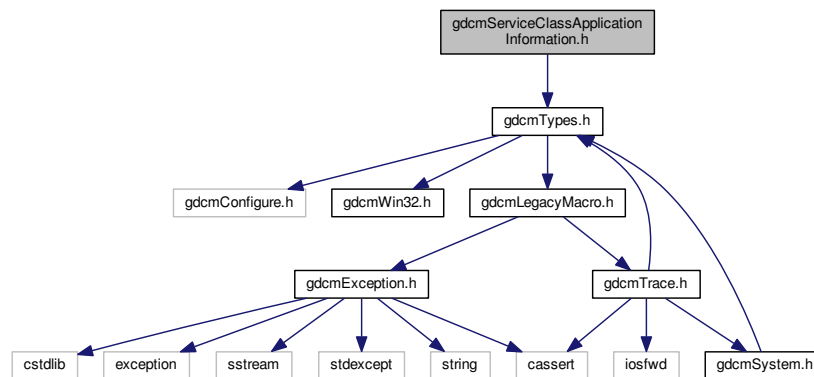 gdcmServiceClassApplication
Information.h
gdcmTypes.h
gdcmConfigure.h
gdcmWin32.h
gdcmLegacyMacro.h
gdcmException.h
gdcmTrace.h
cstdlib
exception
sstream
stdexcept
string
cassert
iosfwd
gdcmSystem.h